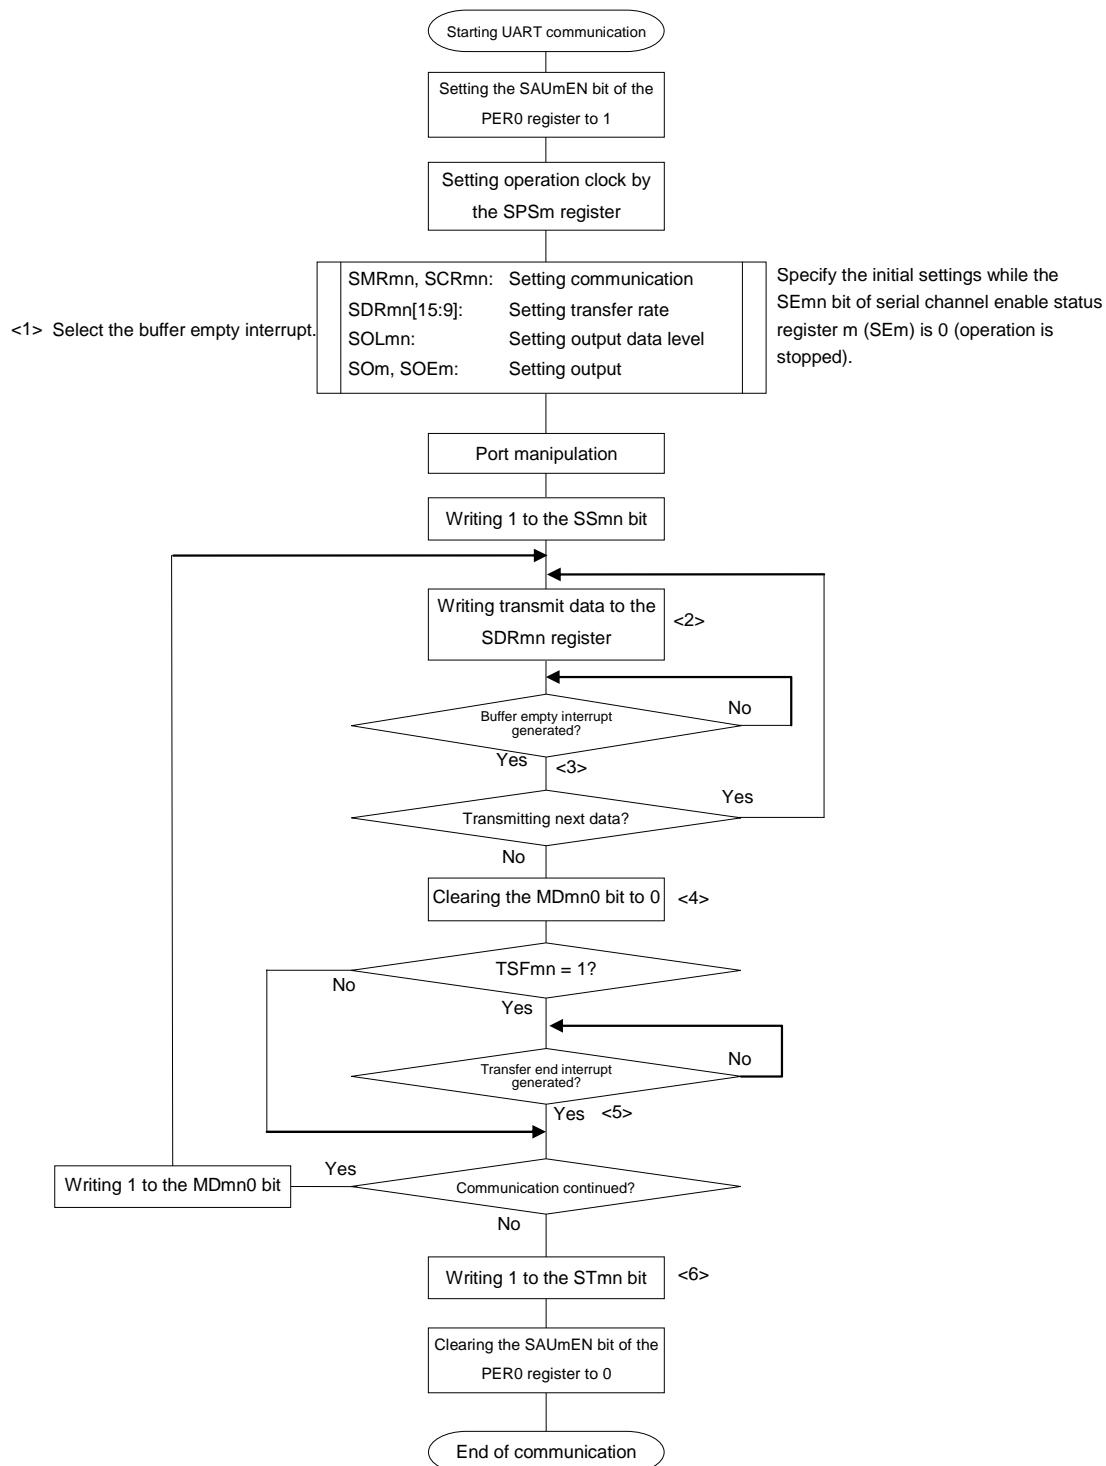 Starting UART communication
Setting the SAUmEN bit of the
PER0 register to 1
Setting operation clock by
the SPSm register
<1> Select the buffer empty interrupt.
SMRmn, SCRmn: Setting communication
SDRmn[15:9]: Setting transfer rate
SOLmn: Setting output data level
SOm, SOEm: Setting output
Specify the initial settings while the
SEmn bit of serial channel enable status
register m (SEm) is 0 (operation is
stopped).
Port manipulation
Writing 1 to the SSmn bit
Writing transmit data to the
SDRmn register
<2>
Buffer empty interrupt
generated?
No
Yes
<3>
Transmitting next data?
Yes
No
Clearing the MDmn0 bit to 0
<4>
TSFmn = 1?
No
Yes
Transfer end interrupt
generated?
No
Yes
<5>
Communication continued?
Yes
Writing 1 to the MDmn0 bit
No
Writing 1 to the STmn bit
<6>
Clearing the SAUmEN bit of the
PER0 register to 0
End of communication